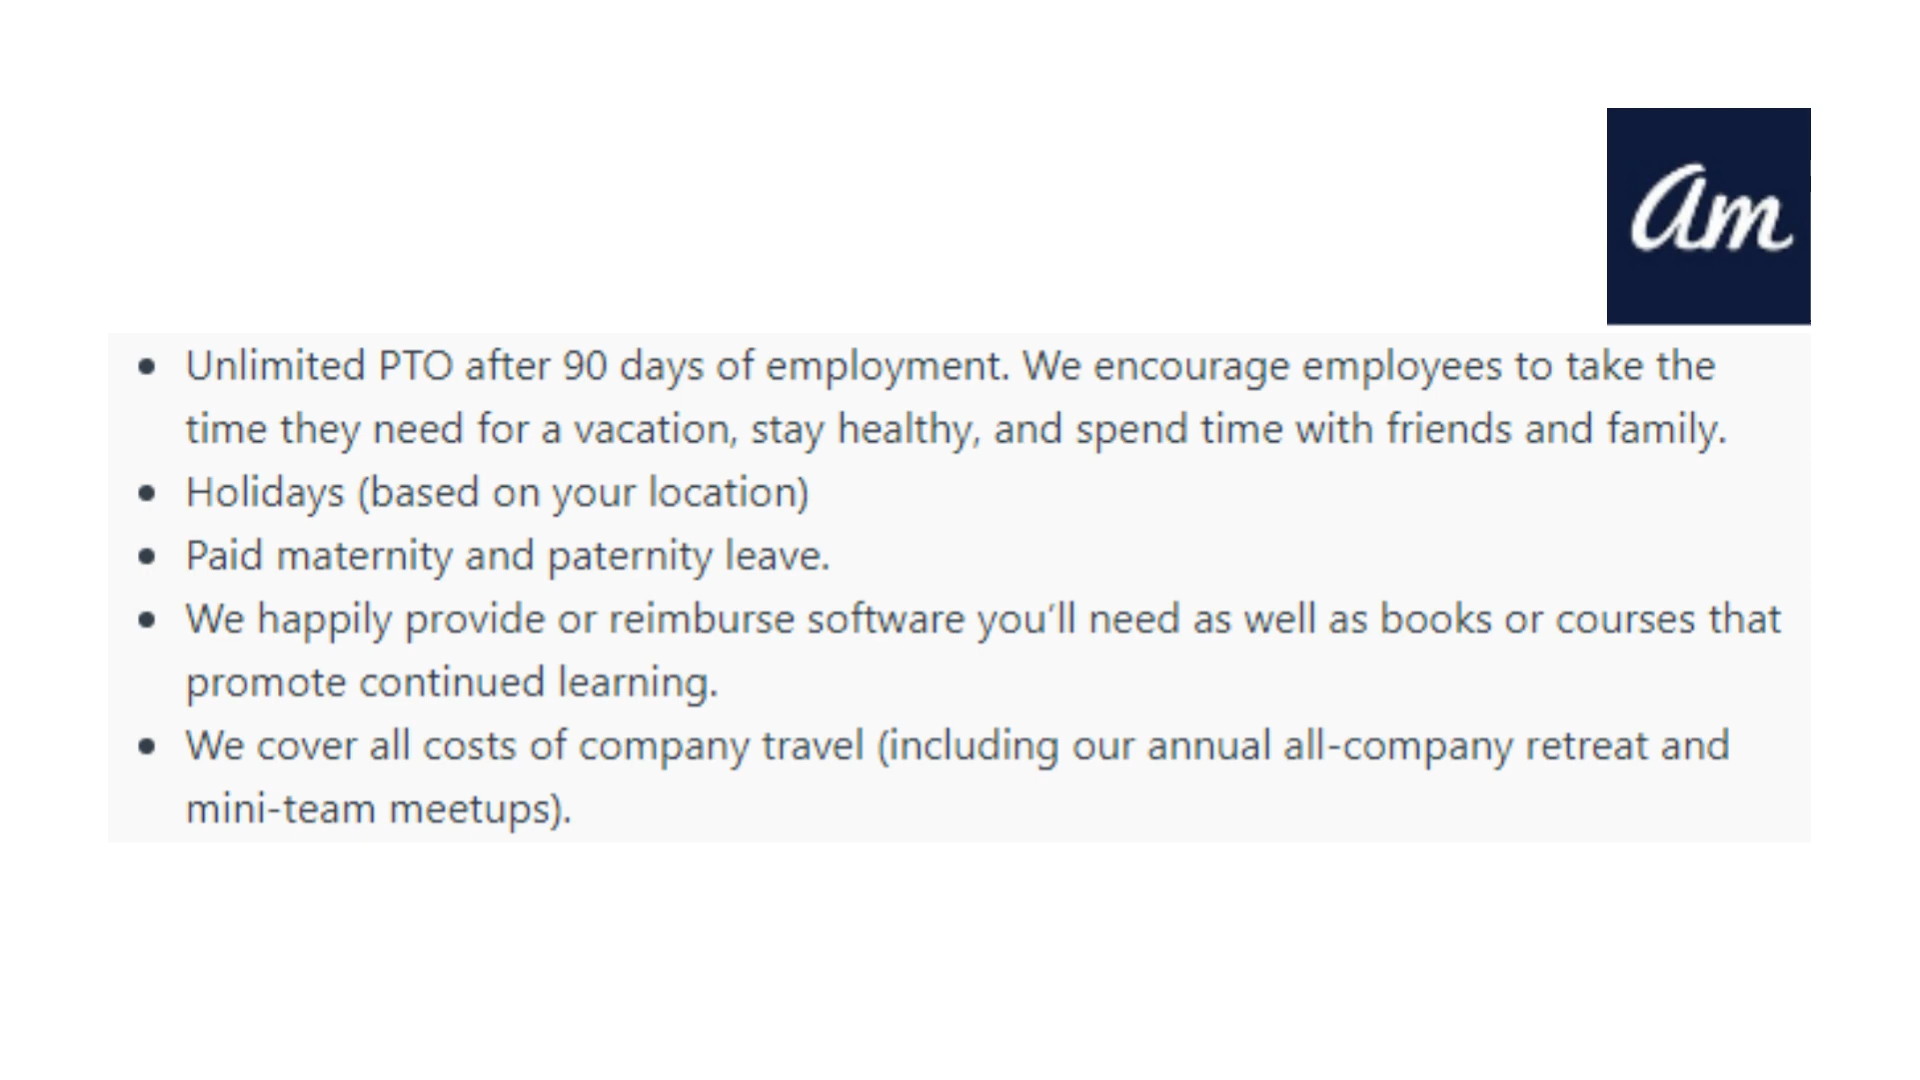 am
Unlimited PTO after 90 days of employment. We encourage employees to take the
time they need for a vacation, stay healthy, and spend time with friends and family.
Holidays (based on your location)
Paid maternity and paternity leave.
We happily provide or reimburse software you’ll need as well as books or courses that
promote continued learning.
We cover all costs of company travel (including our annual all-company retreat and
mini-team meetups).